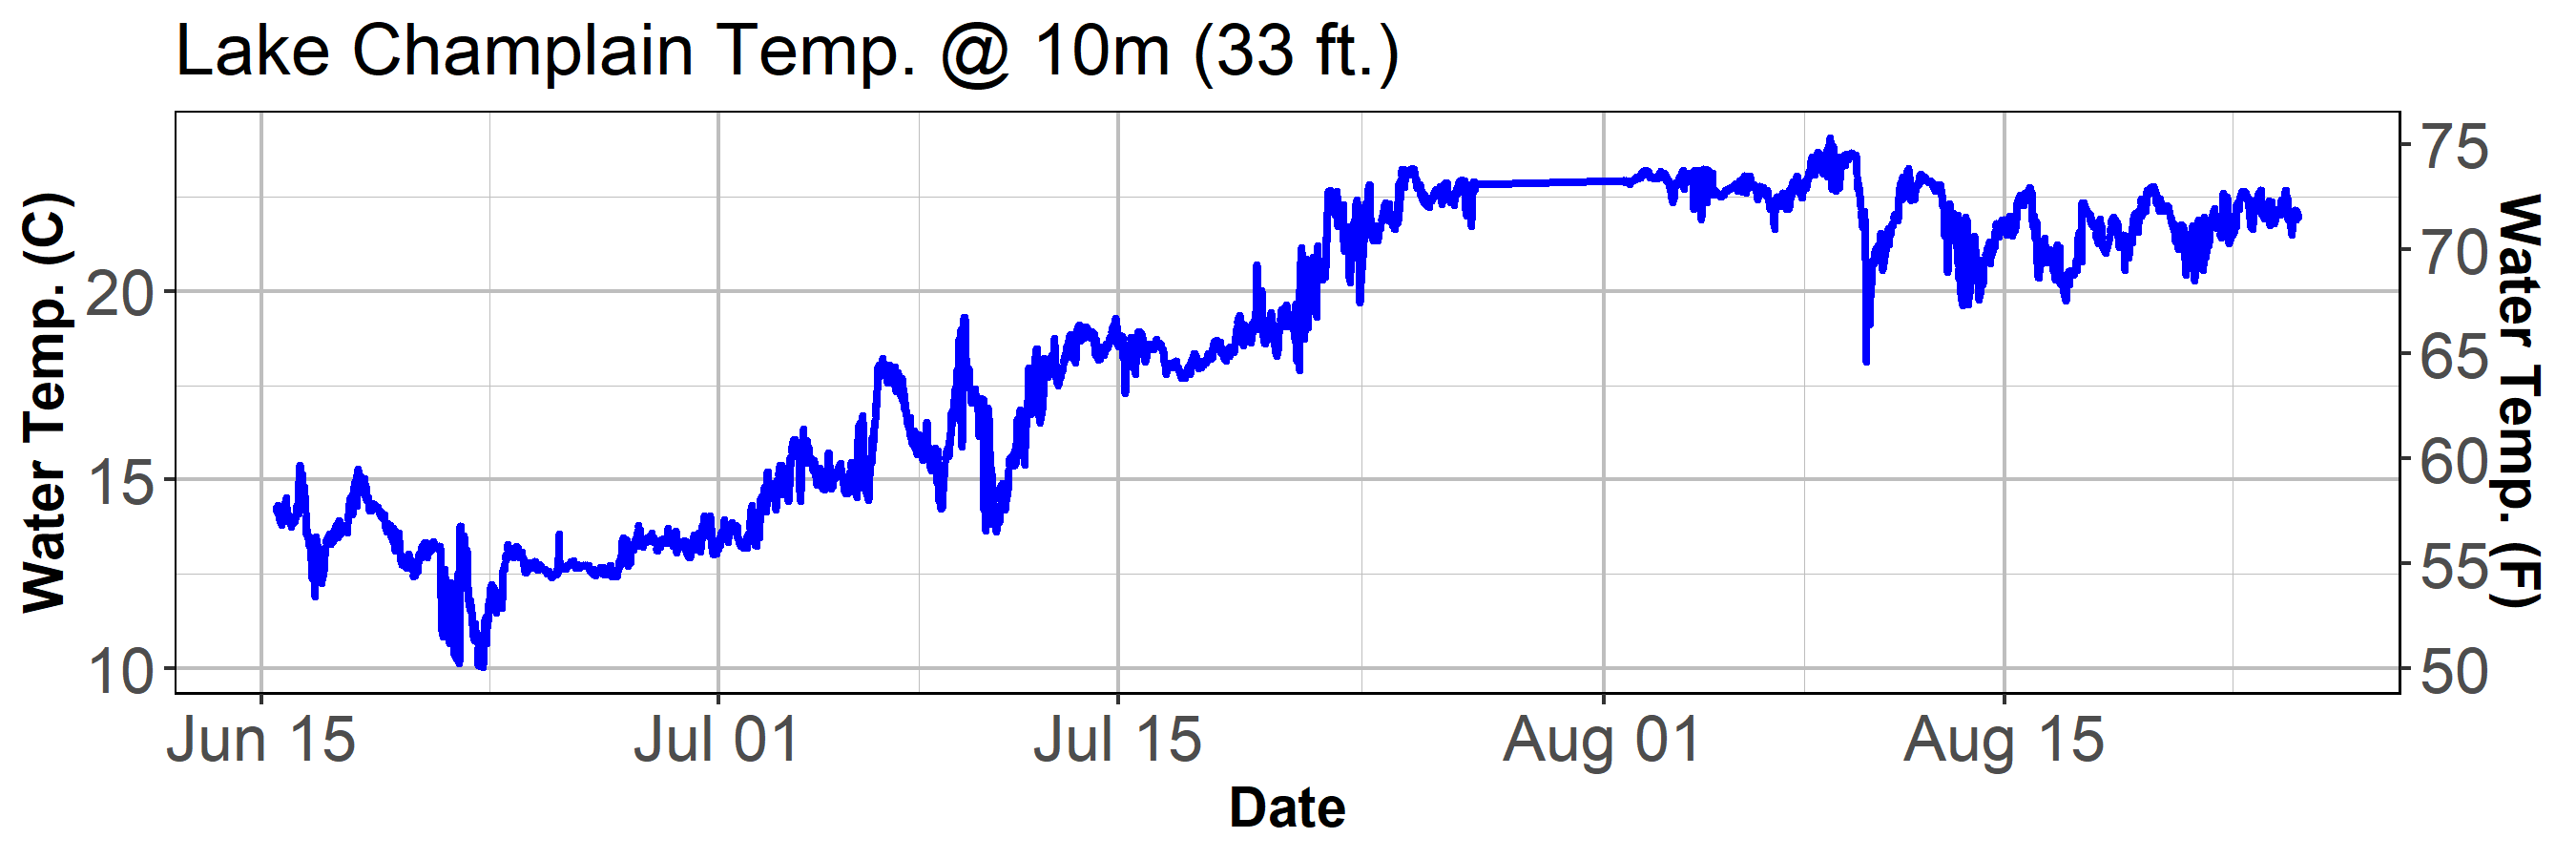 Lake Champlain Temp. @ 10m (33 ft.)
Water Temp. (C)
20
15
10
75
70
65
60
55
50
Water Temp. (F)
Jun 15 Jul 01 Jul 15 Aug 01 Aug 15
Date